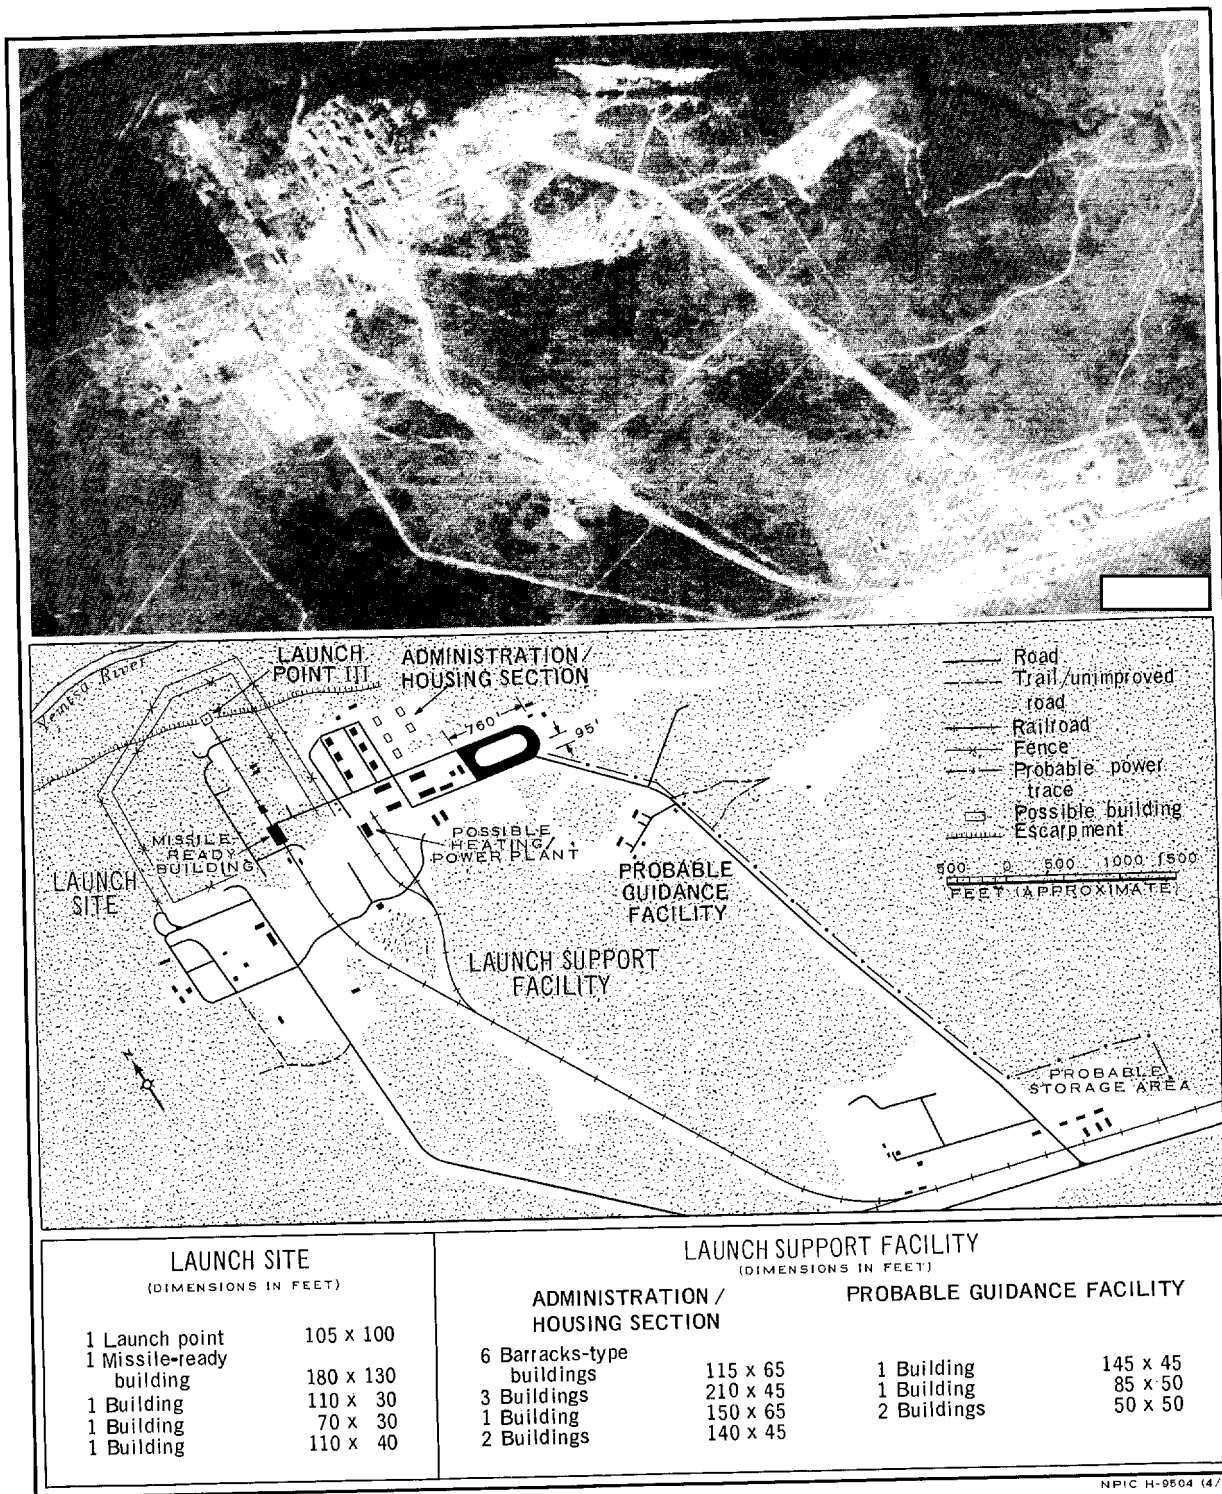 Yemtsa River
LAUNCH
POINT III
ADMINISTRATION/
HOUSING SECTION
760'
95'
Road
Trail/unimproved
road
Railroad
Fence
Probable power
trace
Possible building
Escarpment
500 0 500 1000 1500
FEET (APPROXIMATE)
MISSILE-
READY
BUILDING
POSSIBLE
HEATING/
POWER PLANT
LAUNCH
SITE
PROBABLE
GUIDANCE
FACILITY
LAUNCH SUPPORT
FACILITY
N
PROBABLE
STORAGE AREA
LAUNCH SITE
(DIMENSIONS IN FEET)
1 Launch point 105 x 100
1 Missile-ready
building 180 x 130
1 Building 110 x 30
1 Building 70 x 30
1 Building 110 x 40
LAUNCH SUPPORT FACILITY
(DIMENSIONS IN FEET)
ADMINISTRATION /
HOUSING SECTION
6 Barracks-type
buildings 115 x 65
3 Buildings 210 x 45
1 Building 150 x 65
2 Buildings 140 x 45
PROBABLE GUIDANCE FACILITY
1 Building 145 x 45
1 Building 85 x 50
2 Buildings 50 x 50
NPIC H-9504 (4/